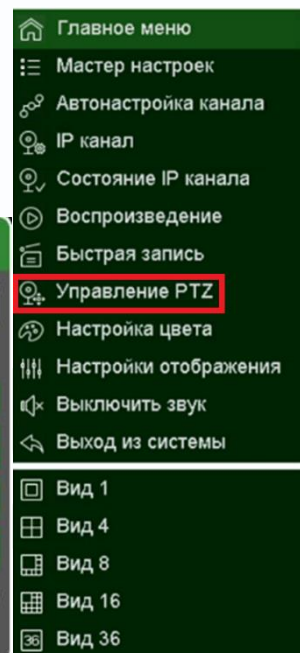 Главное меню
Мастер настроек
Автонастройка канала
IP канал
Состояние IP канала
Воспроизведение
Быстрая запись
Управление PTZ
Настройка цвета
Настройки отображения
Выключить звук
Выход из системы
Вид 1
Вид 4
Вид 8
Вид 16
36 Вид 36